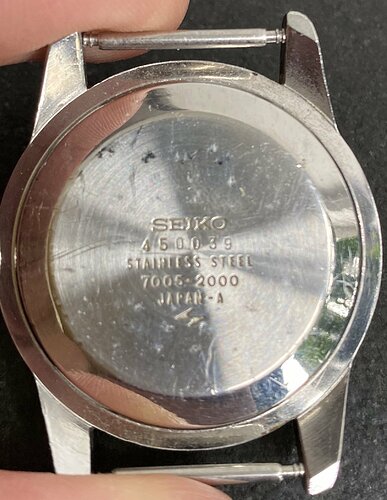 SEIKO
450039
STAINLESS STEEL
7005-2000
JAPAN-A